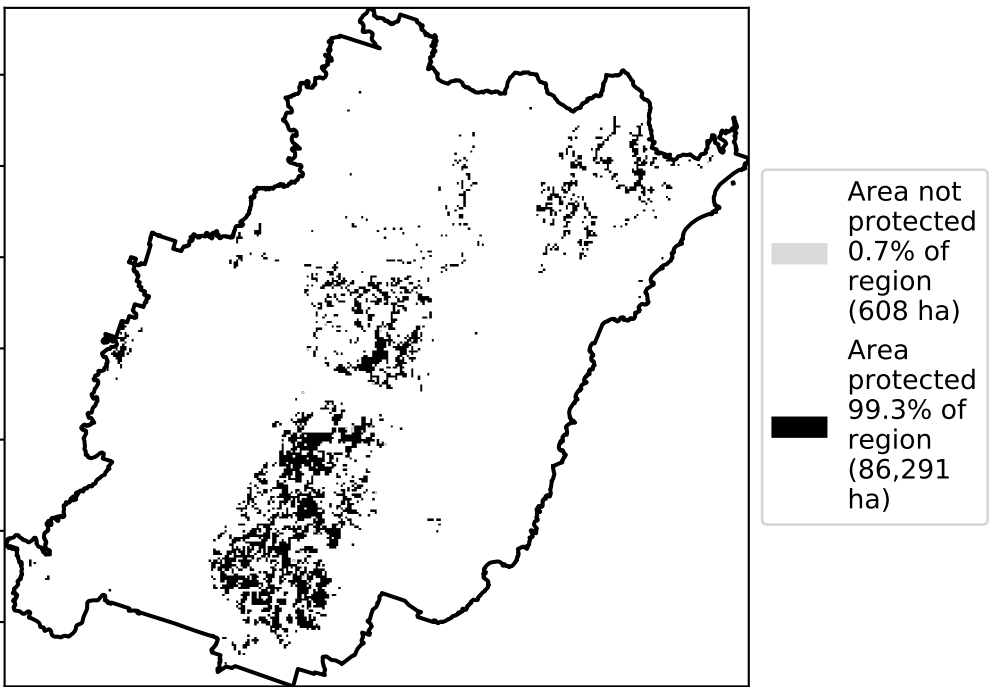 Area not
protected
0.7% of
region
(608 ha)
Area
protected
99.3% of
region
(86,291
ha)